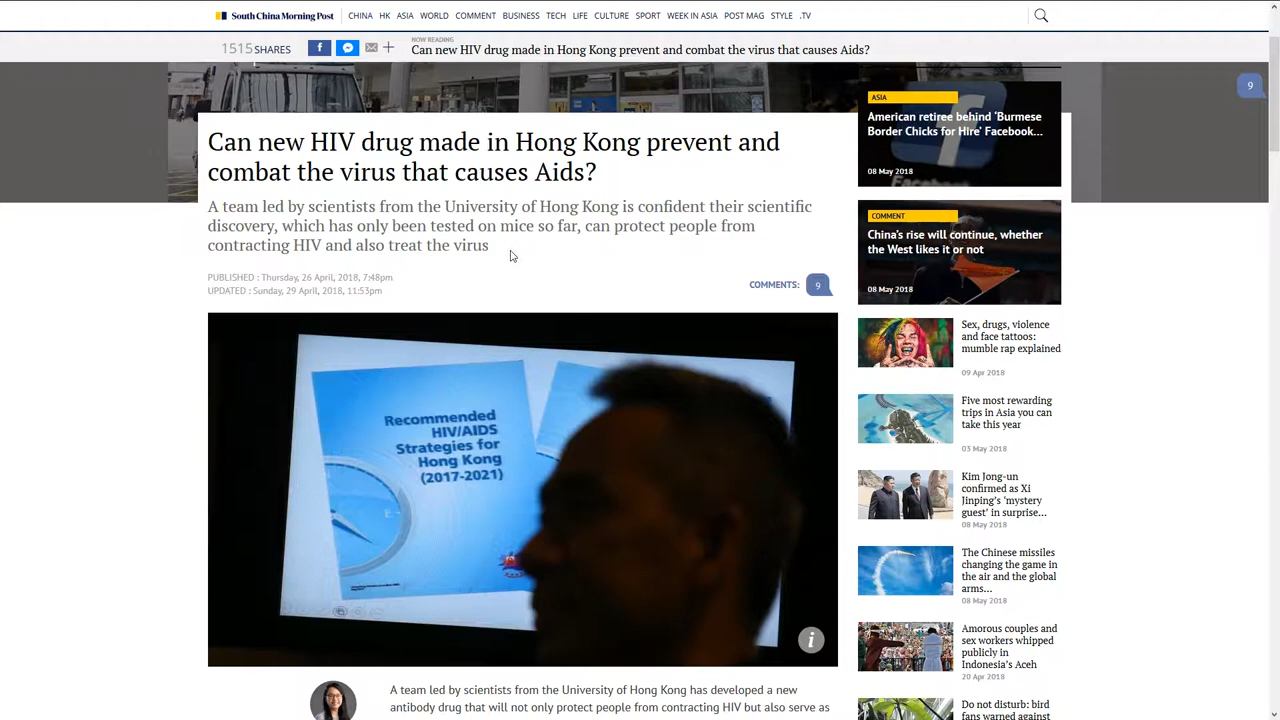 South China Morning Post
CHINA HK ASIA WORLD COMMENT BUSINESS TECH LIFE CULTURE SPORT WEEK IN ASIA POST MAG STYLE .TV
1515 SHARES
NOW READING
Can new HIV drug made in Hong Kong prevent and combat the virus that causes Aids?
9
Can new HIV drug made in Hong Kong prevent and
combat the virus that causes Aids?
A team led by scientists from the University of Hong Kong is confident their scientific
discovery, which has only been tested on mice so far, can protect people from
contracting HIV and also treat the virus
PUBLISHED : Thursday, 26 April, 2018, 7:48pm
UPDATED : Sunday, 29 April, 2018, 11:53pm
COMMENTS: 9
Recommended
HIV/AIDS
Strategies for
Hong Kong
(2017-2021)
A team led by scientists from the University of Hong Kong has developed a new
antibody drug that will not only protect people from contracting HIV but also serve as
ASIA
American retiree behind ‘Burmese
Border Chicks for Hire’ Facebook...
08 May 2018
COMMENT
China’s rise will continue, whether
the West likes it or not
08 May 2018
Sex, drugs, violence
and face tattoos:
mumble rap explained
09 Apr 2018
Five most rewarding
trips in Asia you can
take this year
03 May 2018
Kim Jong-un
confirmed as Xi
Jinping’s ‘mystery
guest’ in surprise...
08 May 2018
The Chinese missiles
changing the game in
the air and the global
arms...
08 May 2018
Amorous couples and
sex workers whipped
publicly in
Indonesia’s Aceh
20 Apr 2018
Do not disturb: bird
fans warned against